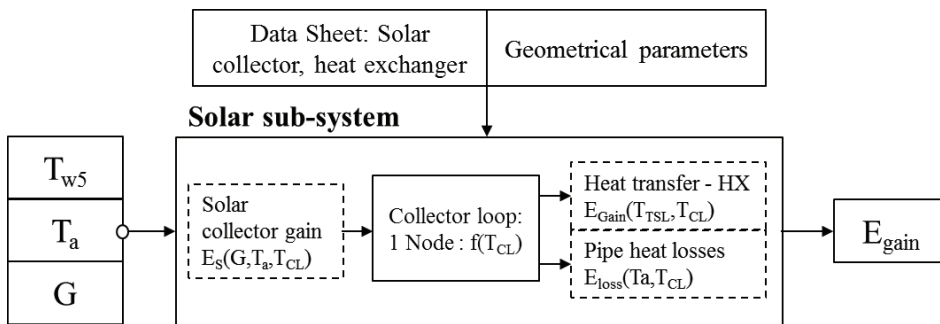 Data Sheet: Solar
collector, heat exchanger
Geometrical parameters
Solar sub-system
T_w5
T_a
G
Solar
collector gain
E_S(G,T_a,T_CL)
Collector loop:
1 Node : f(T_CL)
Heat transfer - HX
E_Gain(T_TSL,T_CL)
Pipe heat losses
E_loss(Ta,T_CL)
E_gain